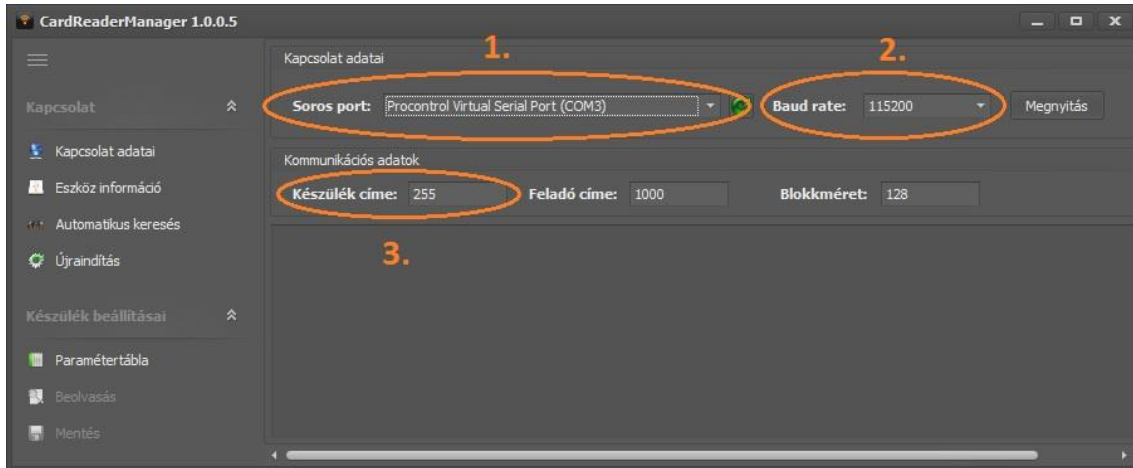 CardReaderManager 1.0.0.5
Kapcsolat
Kapcsolat adatai
Eszköz információ
Automatikus keresés
Újraindítás
Készülék beállításai
Paramétertábla
Beolvasás
Mentés
Kapcsolat adatai
1.
2.
Soros port: Procontrol Virtual Serial Port (COM3) Baud rate: 115200 Megnyitás
Kommunikációs adatok
Készülék címe: 255 Feladó címe: 1000 Blokkméret: 128
3.